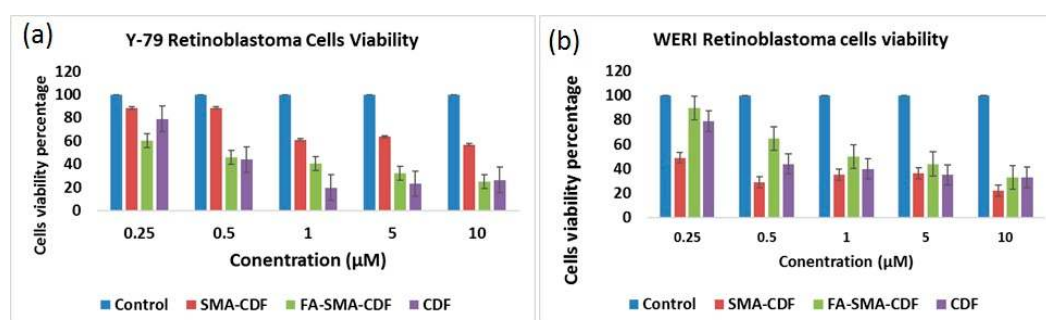 (a)
Y-79 Retinoblastoma Cells Viability
Cells viability percentage
120
100
80
60
40
20
0
0.25 0.5 1 5 10
Conentration (µM)
Control SMA-CDF FA-SMA-CDF CDF
(b)
WERI Retinoblastoma cells viability
Cells viability percentage
120
100
80
60
40
20
0
0.25 0.5 1 5 10
Conentration (µM)
Control SMA-CDF FA-SMA-CDF CDF